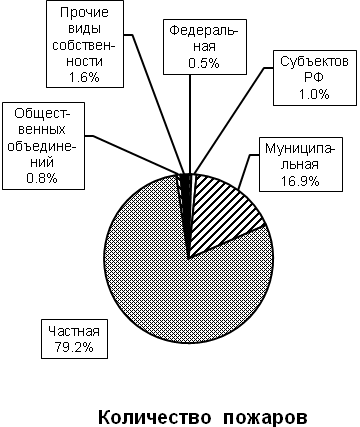 Прочие
виды
собствен-
ности
1.6%
Федераль-
ная
0.5%
Субъектов
РФ
1.0%
Общест-
венных
объедине-
ний
0.8%
Муниципа-
льная
16.9%
Частная
79.2%
Количество пожаров